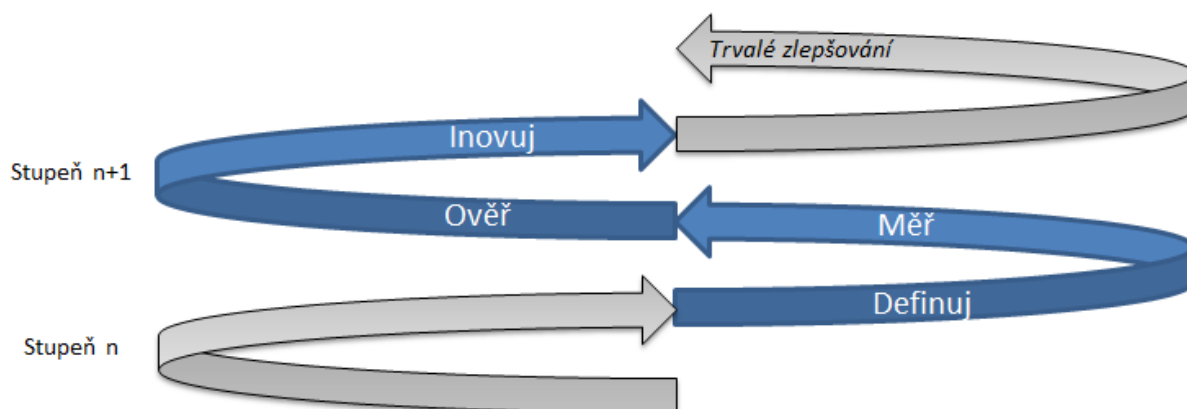 Trvalé zlepšování
Inovuj
Stupeň n+1
Ověř
Měř
Definuj
Stupeň n